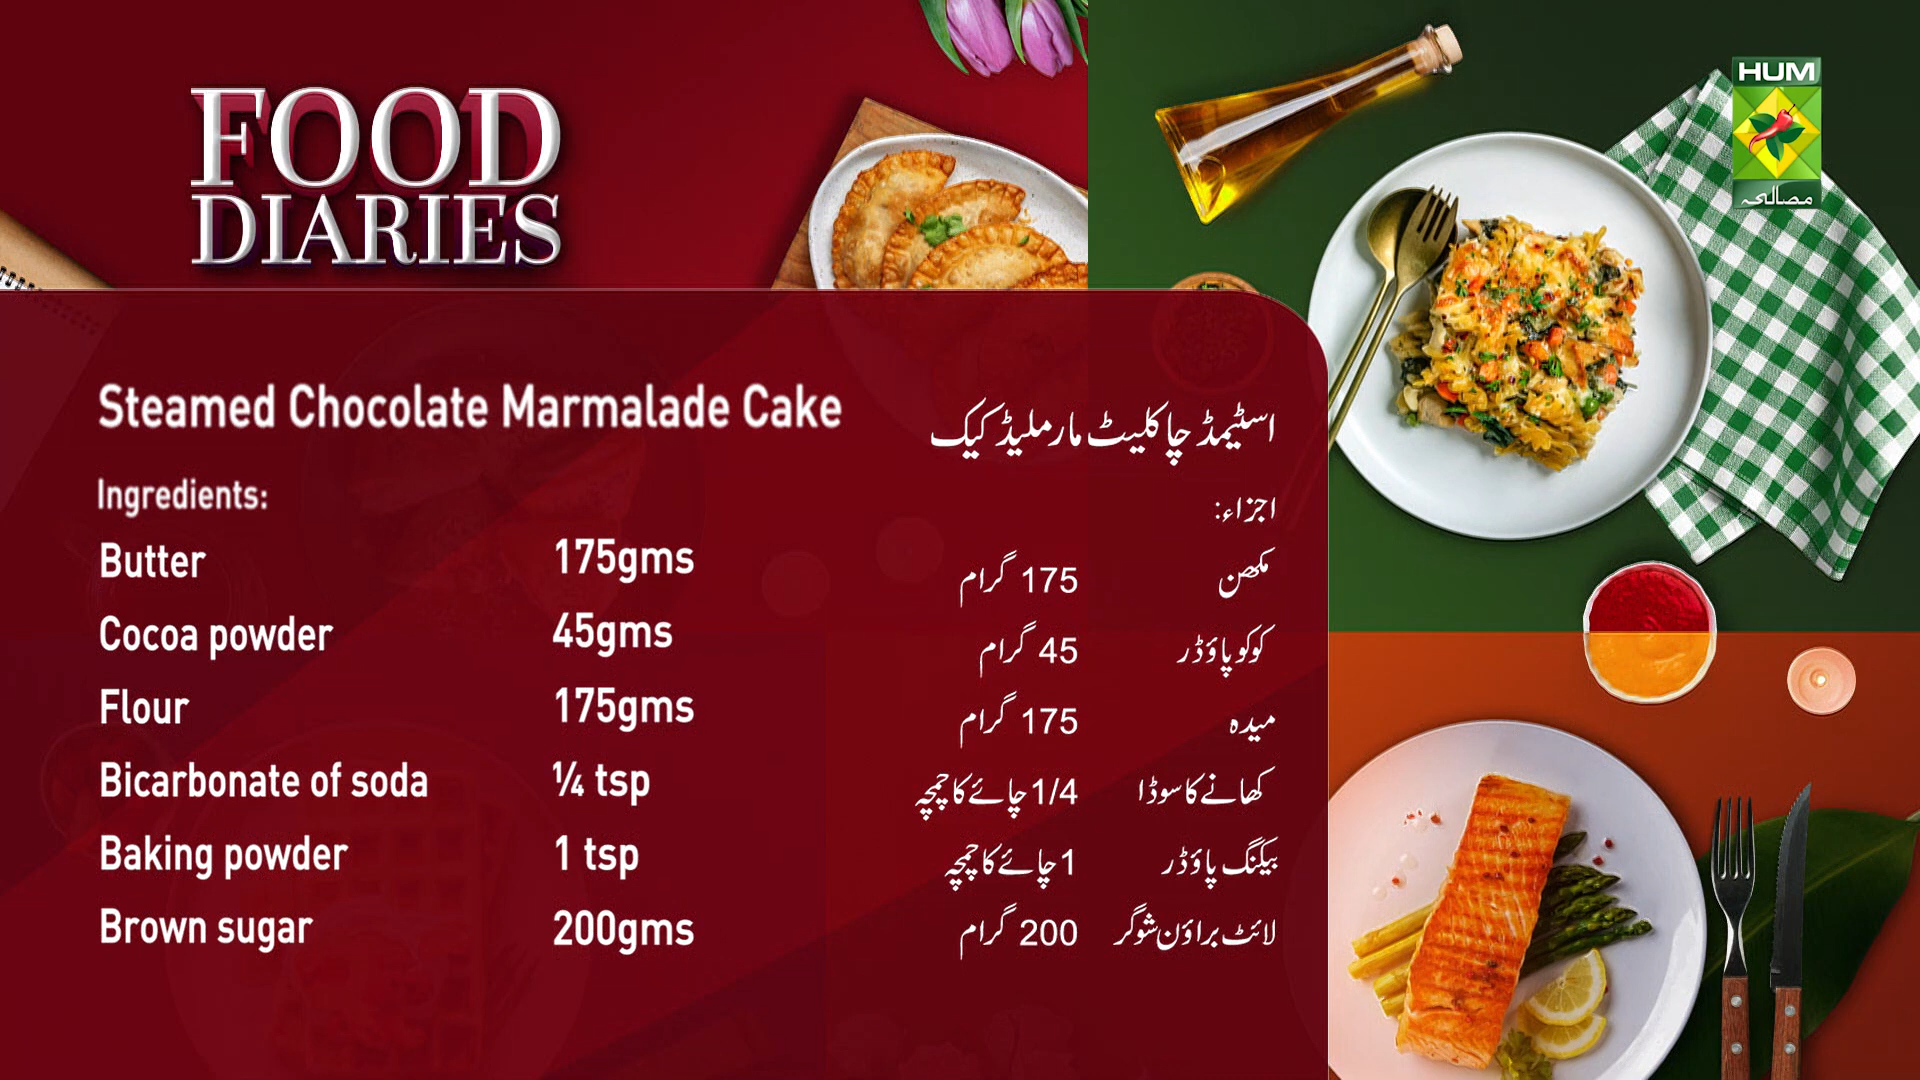 FOOD
DIARIES
HUM
مصالحہ
Steamed Chocolate Marmalade Cake
Ingredients:
Butter 175gms
Cocoa powder 45gms
Flour 175gms
Bicarbonate of soda ¼ tsp
Baking powder 1 tsp
Brown sugar 200gms
اسٹیمڈ چاکلیٹ مارملیڈ کیک
اجزاء:
مکھن 175 گرام
کوکو پاؤڈر 45 گرام
میدہ 175 گرام
کھانے کا سوڈا 1/4 چائے کا چمچہ
بیکنگ پاؤڈر 1 چائے کا چمچہ
لائٹ براؤن شوگر 200 گرام